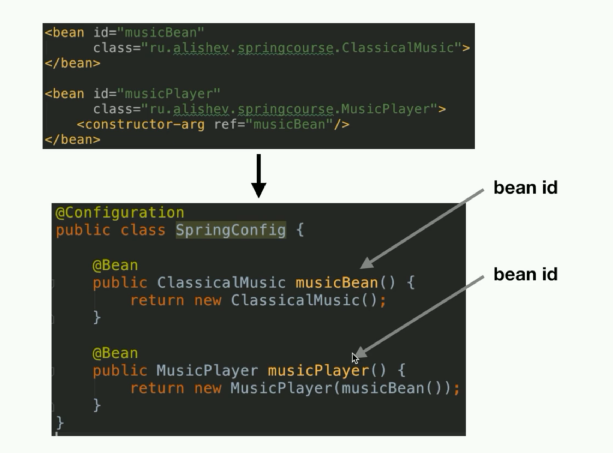 <bean id="musicBean"
class="ru.alishev.springcourse.ClassicalMusic">
</bean>
<bean id="musicPlayer"
class="ru.alishev.springcourse.MusicPlayer">
<constructor-arg ref="musicBean"/>
</bean>
bean id
@Configuration
public class SpringConfig {
@Bean
public ClassicalMusic musicBean() {
return new ClassicalMusic();
}
bean id
@Bean
public MusicPlayer musicPlayer() {
return new MusicPlayer(musicBean());
}
}